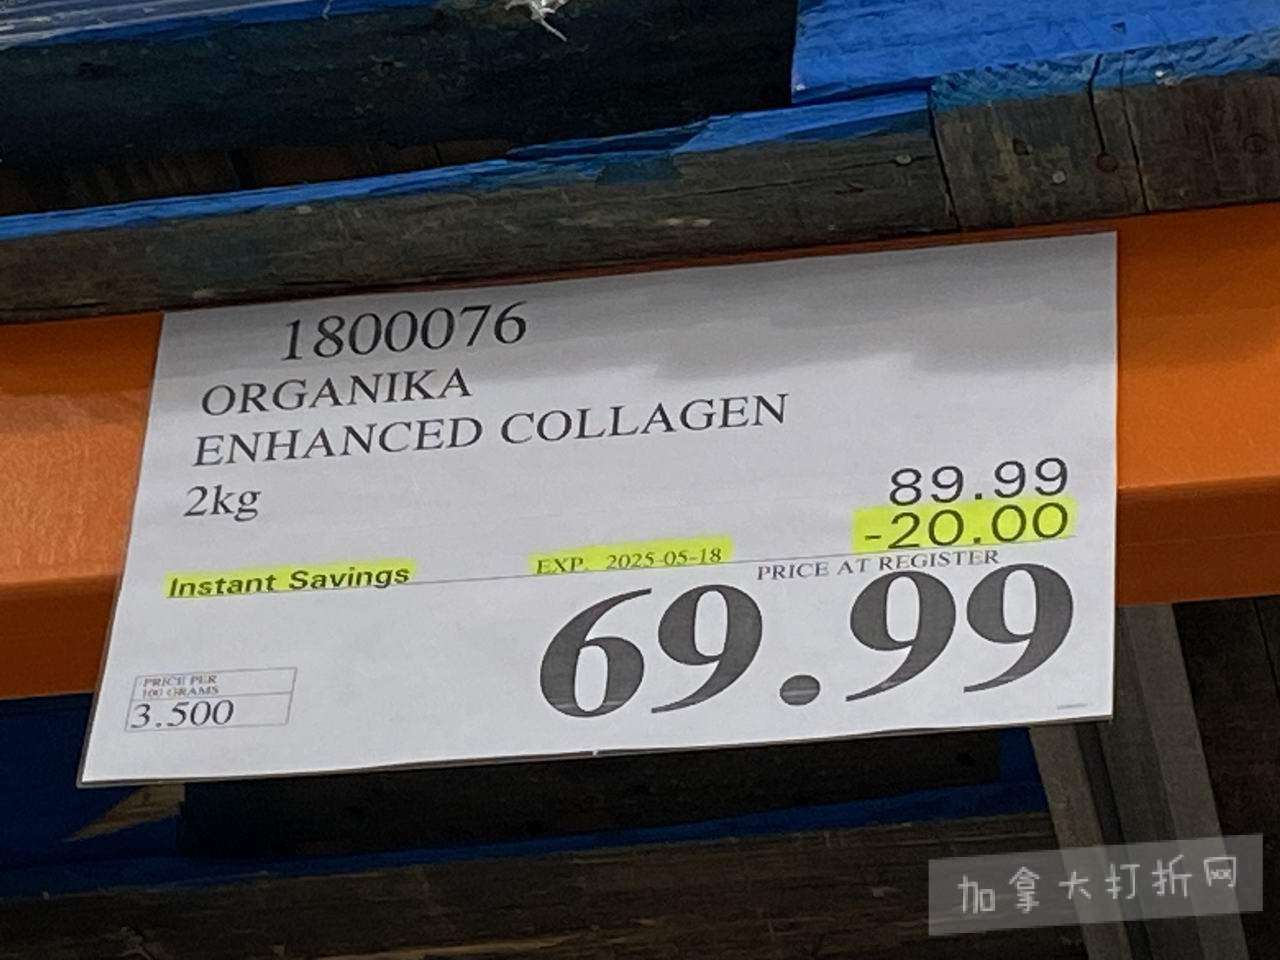 1800076
ORGANIKA
ENHANCED COLLAGEN
2kg
89.99
-20.00
Instant Savings
EXP. 2025-05-18
PRICE AT REGISTER
69.99
PRICE PER
100 GRAMS
3.500
加拿大打折网